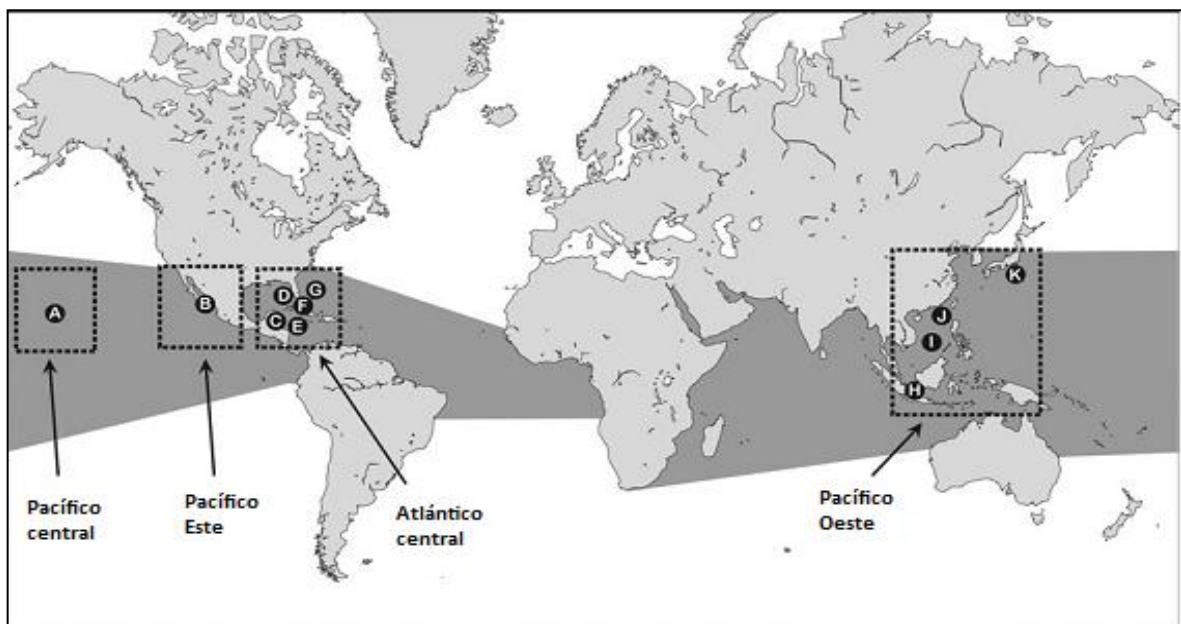 K
G
D
F
B
A
J
C
E
I
H
Pacífico
central
Pacífico
Este
Atlántico
central
Pacífico
Oeste